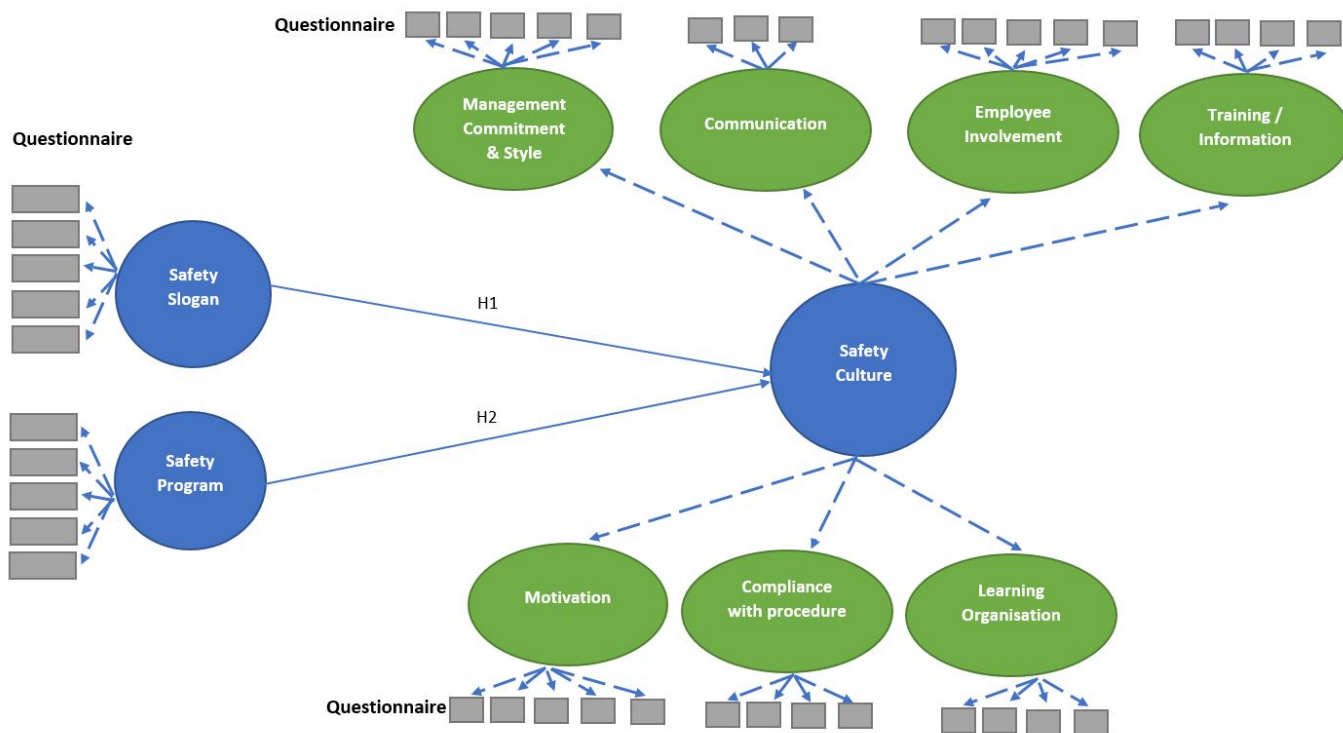 Questionnaire
Management
Commitment
& Style
Communication
Employee
Involvement
Training /
Information
Questionnaire
Safety
Slogan
H1
Safety
Culture
H2
Safety
Program
Motivation
Compliance
with procedure
Learning
Organisation
Questionnaire